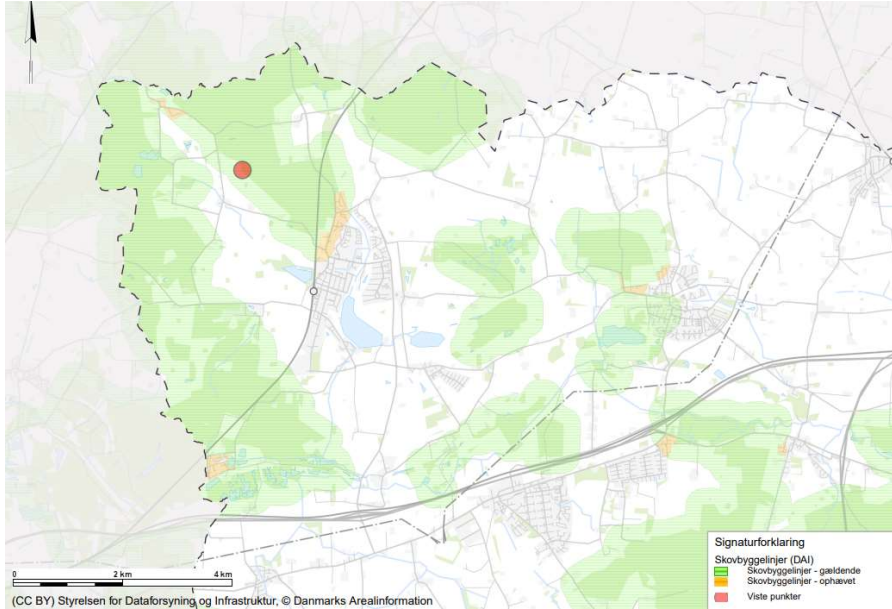 Signaturforklaring
Skovbyggelinjer (DAI)
Skovbyggelinjer - gældende
Skovbyggelinjer - ophævet
Viste punkter
0 2 km 4 km
(CC BY) Styrelsen for Dataforsyning og Infrastruktur, © Danmarks Arealinformation